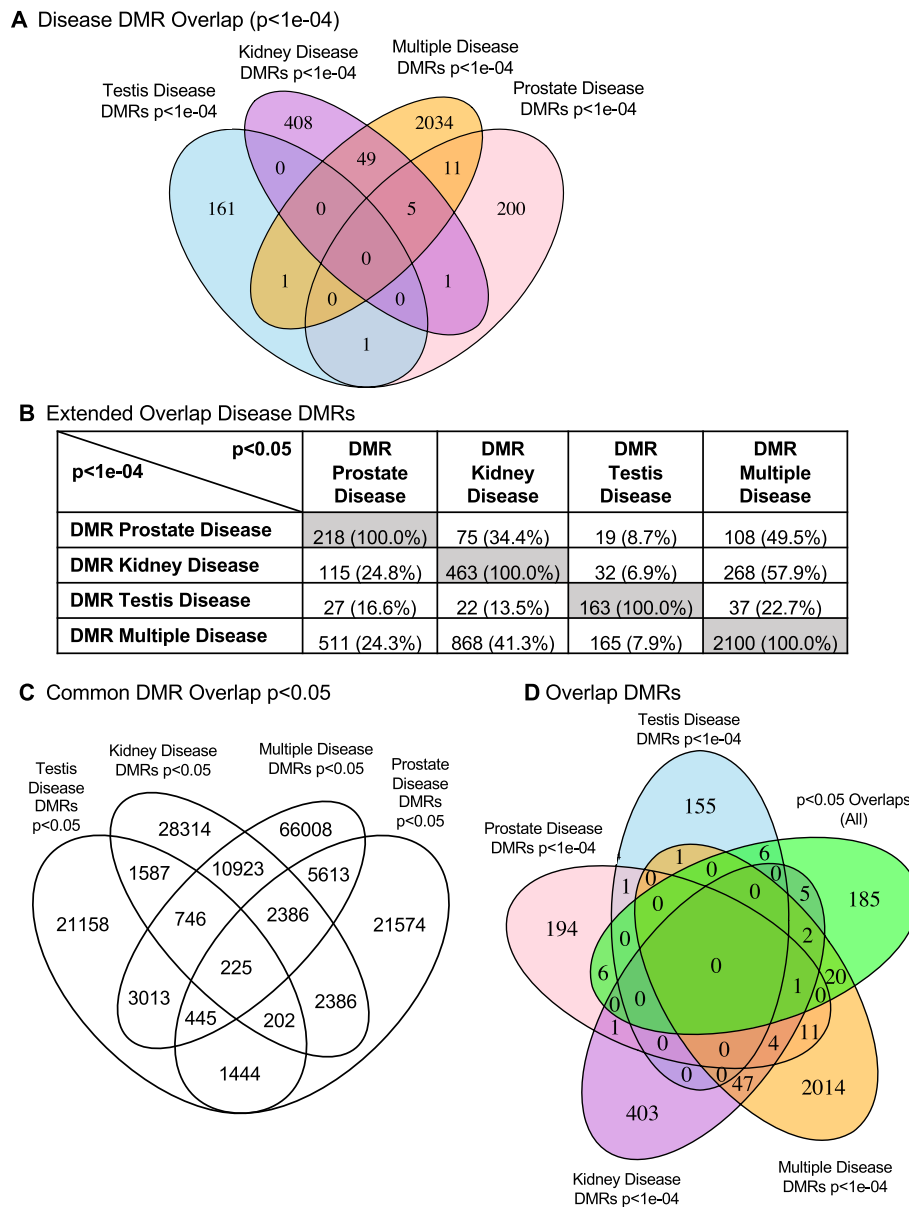 A Disease DMR Overlap (p<1e-04)
Testis Disease
DMRs p<1e-04
Kidney Disease
DMRs p<1e-04
Multiple Disease
DMRs p<1e-04
Prostate Disease
DMRs p<1e-04
408
2034
0
49
11
161
0
5
200
0
1
0
0
1
1
B Extended Overlap Disease DMRs
p<0.05
p<1e-04
DMR Prostate Disease
DMR Kidney Disease
DMR Testis Disease
DMR Multiple Disease
DMR Prostate Disease 218 (100.0%) 75 (34.4%) 19 (8.7%) 108 (49.5%)
DMR Kidney Disease 115 (24.8%) 463 (100.0%) 32 (6.9%) 268 (57.9%)
DMR Testis Disease 27 (16.6%) 22 (13.5%) 163 (100.0%) 37 (22.7%)
DMR Multiple Disease 511 (24.3%) 868 (41.3%) 165 (7.9%) 2100 (100.0%)
C Common DMR Overlap p<0.05
Testis
Disease
DMRs
p<0.05
Kidney Disease
DMRs p<0.05
Multiple Disease
DMRs p<0.05
Prostate
Disease
DMRs
p<0.05
28314
66008
1587
10923
5613
21158
746
2386
21574
225
3013
2386
445
202
1444
D Overlap DMRs
Testis Disease
DMRs p<1e-04
p<0.05 Overlaps
(All)
Prostate Disease
DMRs p<1e-04
155
1
6
0
0
1
0
0
5
185
0
194
0
2
6
0
1
20
0
0
0
1
0
0
4
11
0
0
47
403
2014
Kidney Disease
DMRs p<1e-04
Multiple Disease
DMRs p<1e-04